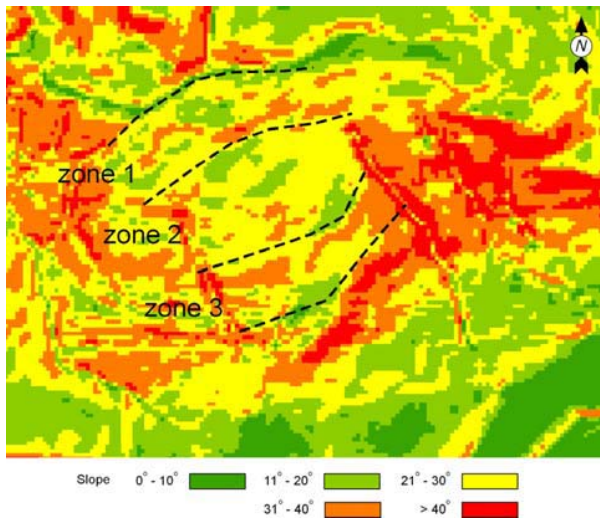 N
zone 1
zone 2
zone 3
Slope 0° - 10° 11° - 20° 21° - 30°
31° - 40° > 40°